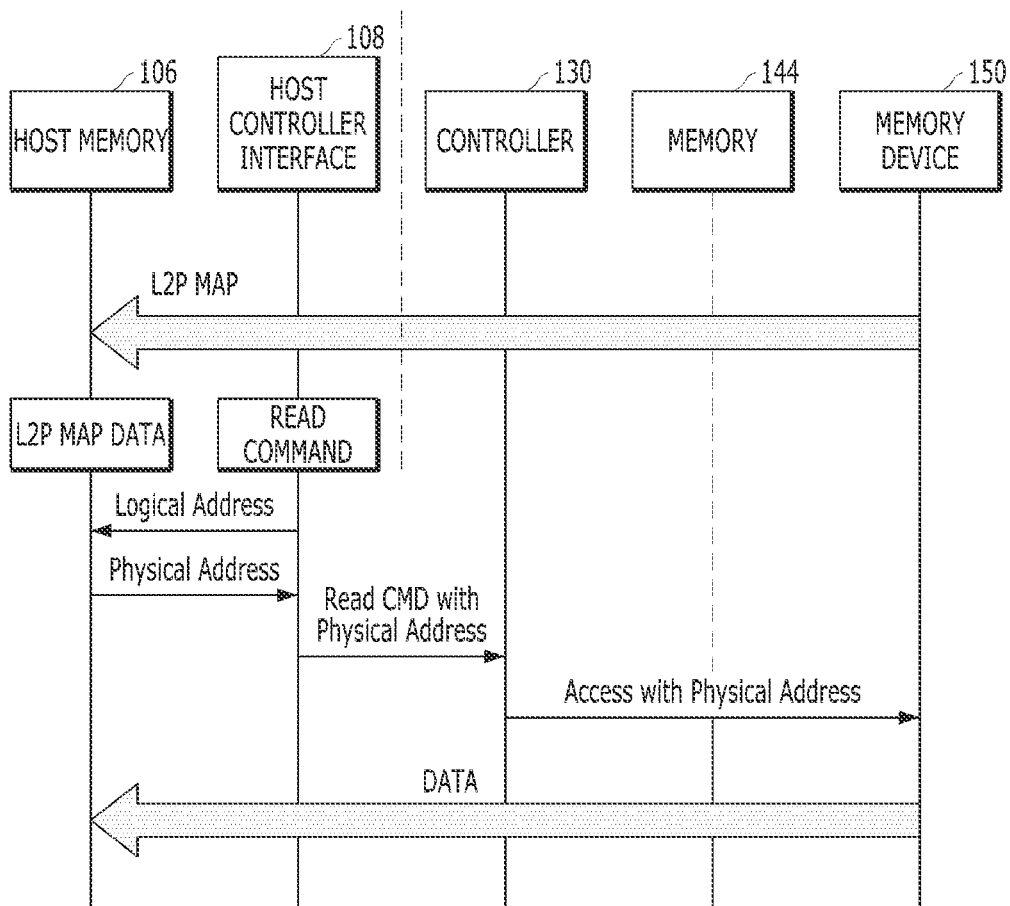 106
108
130
144
150
HOST MEMORY
HOST
CONTROLLER
INTERFACE
CONTROLLER
MEMORY
MEMORY
DEVICE
L2P MAP
L2P MAP DATA
READ
COMMAND
Logical Address
Physical Address
Read CMD with
Physical Address
Access with Physical Address
DATA